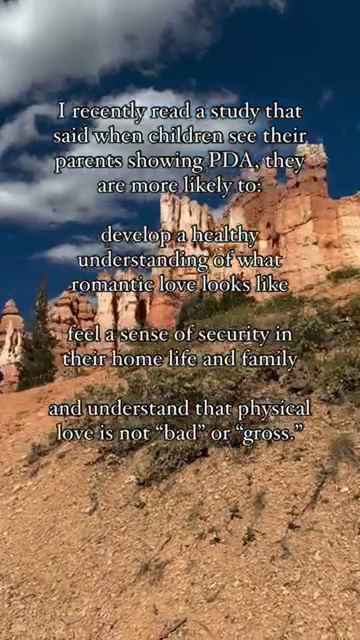 I recently read a study that
said when children see their
parents showing PDA, they
are more likely to:
develop a healthy
understanding of what
romantic love looks like
feel a sense of security in
their home life and family
and understand that physical
love is not “bad” or “gross.”